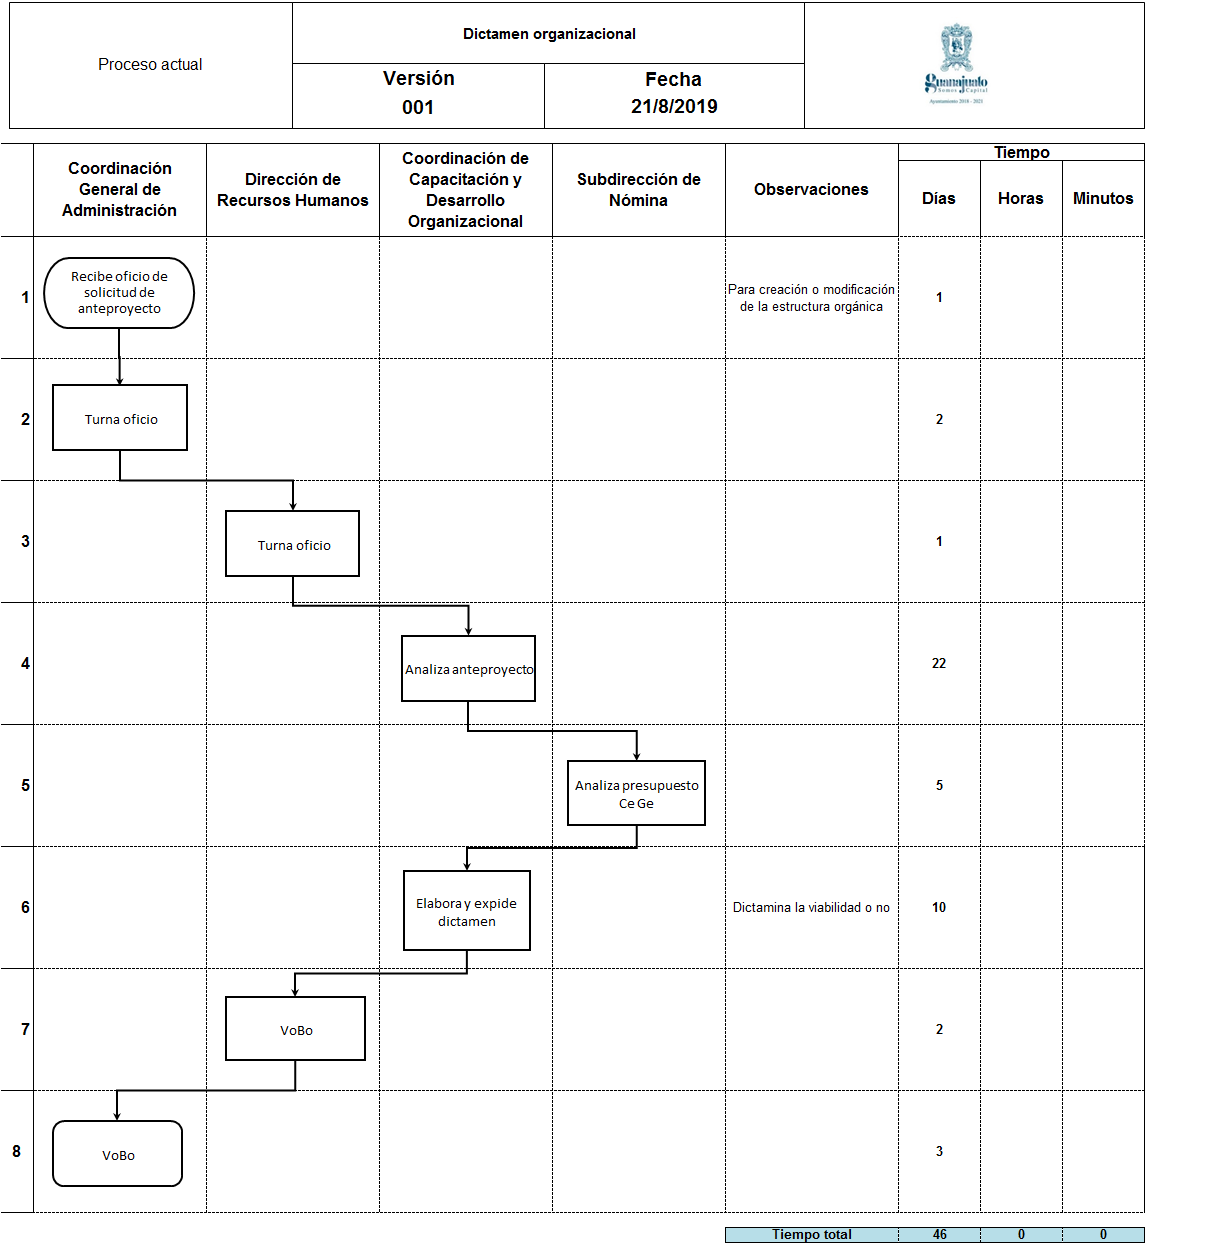 Proceso actual
Dictamen organizacional
Versión
001
Fecha
21/8/2019
Guanajuato
Somos Capital
Ayuntamiento 2018 - 2021
Coordinación
General de
Administración
Dirección de
Recursos Humanos
Coordinación de
Capacitación y
Desarrollo
Organizacional
Subdirección de
Nómina
Observaciones
Tiempo
Días
Horas
Minutos
1
Recibe oficio de
solicitud de
anteproyecto
Para creación o modificación
de la estructura orgánica
1
2
Turna oficio
2
3
Turna oficio
1
4
Analiza anteproyecto
22
5
Analiza presupuesto
Ce Ge
5
6
Elabora y expide
dictamen
Dictamina la viabilidad o no
10
7
VoBo
2
8
VoBo
3
Tiempo total
46
0
0